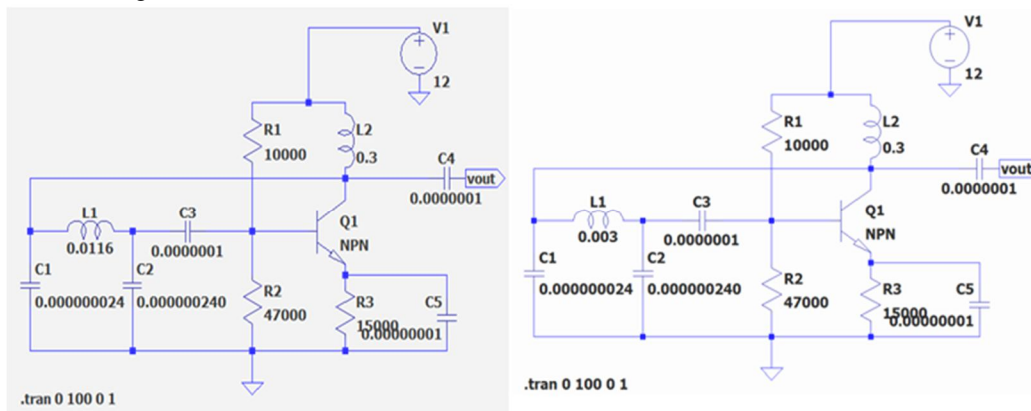 V1
12
R1
10000
L2
0.3
C4
0.0000001
vout
L1
0.0116
C3
0.0000001
Q1
NPN
C1
0.000000024
C2
0.000000240
R2
47000
R3
15000
C5
0.00000001
.tran 0 100 0 1
V1
12
R1
10000
L2
0.3
C4
0.0000001
vout
L1
0.003
C3
0.0000001
Q1
NPN
C1
0.000000024
C2
0.000000240
R2
47000
R3
15000
C5
0.00000001
.tran 0 100 0 1